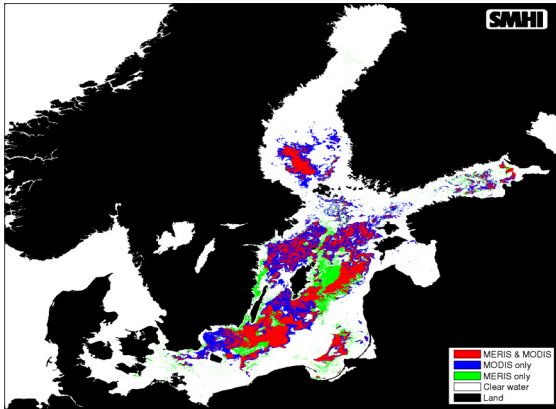 SMHI
MERIS & MODIS
MODIS only
MERIS only
Clear water
Land